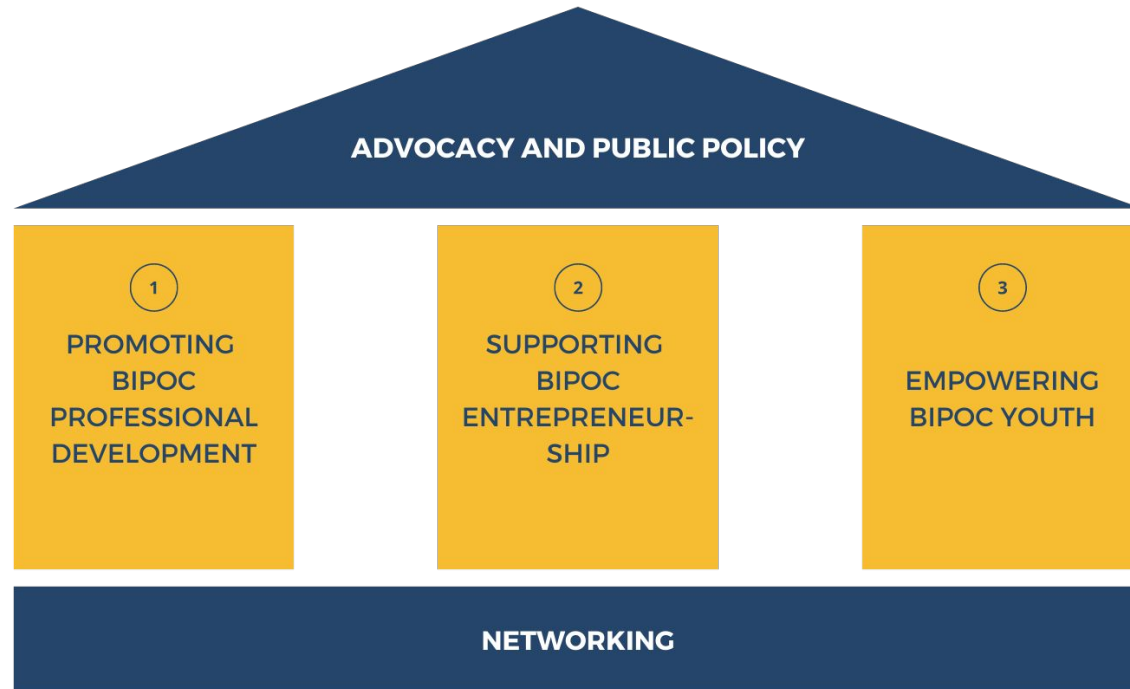 ADVOCACY AND PUBLIC POLICY
1
PROMOTING
BIPOC
PROFESSIONAL
DEVELOPMENT
2
SUPPORTING
BIPOC
ENTREPRENEUR-
SHIP
3
EMPOWERING
BIPOC YOUTH
NETWORKING